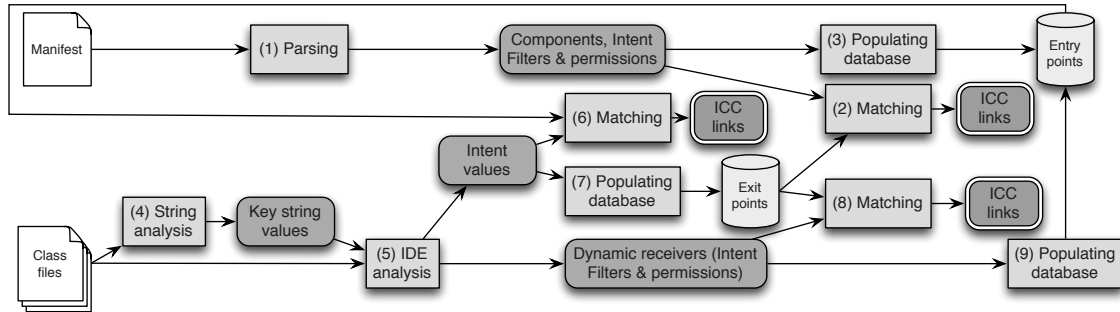 Manifest
(1) Parsing
Components, Intent
Filters & permissions
(3) Populating
database
Entry
points
(6) Matching
ICC
links
(2) Matching
ICC
links
Intent
values
(7) Populating
database
Exit
points
(4) String
analysis
Key string
values
(8) Matching
ICC
links
Class
files
(5) IDE
analysis
Dynamic receivers (Intent
Filters & permissions)
(9) Populating
database